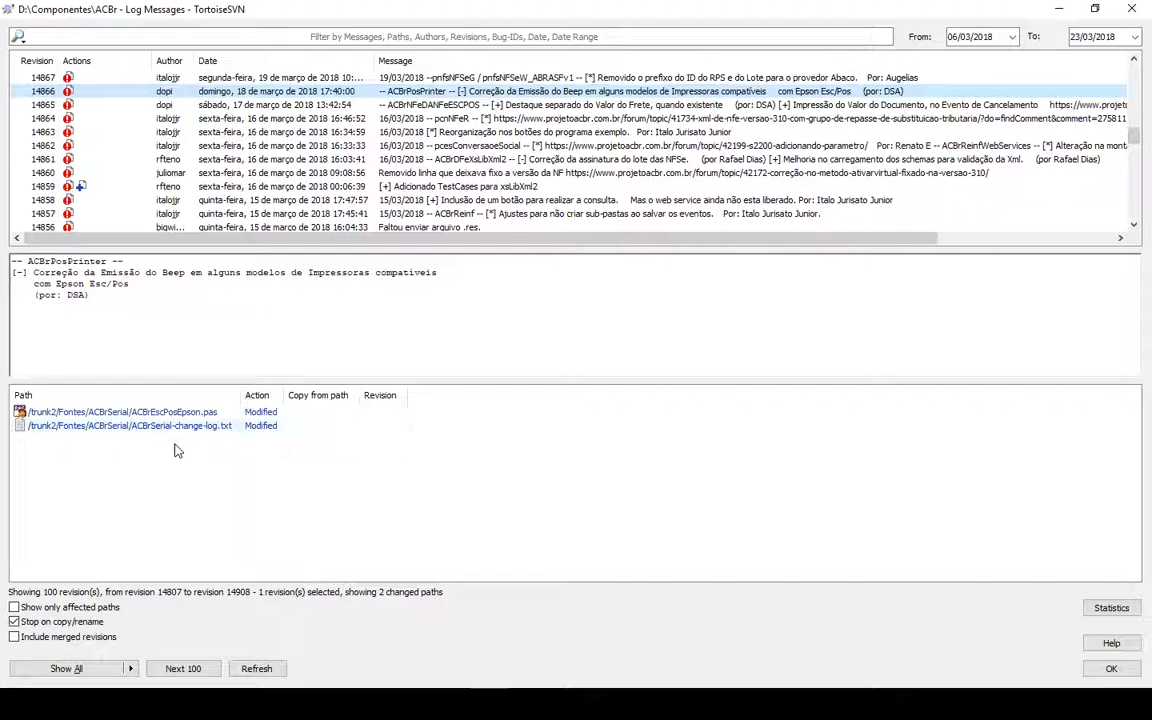 D:\Componentes\ACBr - Log Messages - TortoiseSVN
Filter by Messages, Paths, Authors, Revisions, Bug-IDs, Date, Date Range From: 06/03/2018 To: 23/03/2018
Revision Actions Author Date Message
14867 italojjr segunda-feira, 19 de março de 2018 10:... 19/03/2018 --pnfsNFSeG / pnfsNFSeW_ABRASFv1 -- [*] Removido o prefixo do ID do RPS e do Lote para o provedor Abaco. Por: Augelias
14866 dopi domingo, 18 de março de 2018 17:40:00 -- ACBrPosPrinter -- [-] Correção da Emissão do Beep em alguns modelos de Impressoras compatíveis com Epson Esc/Pos (por: DSA)
14865 dopi sábado, 17 de março de 2018 13:42:54 -- ACBrNFeDANFeESCPOS -- [+] Destaque separado do Valor do Frete, quando existente (por: DSA) [+] Impressão do Valor do Documento, no Evento de Cancelamento https://www.projet
14864 italojjr sexta-feira, 16 de março de 2018 16:46:52 16/03/2018 -- pcnNFeR -- [*] https://www.projetoacbr.com.br/forum/topic/41734-xml-de-nfe-versao-310-com-grupo-de-repasse-de-substituicao-tributaria/?do=findComment&comment=275811
14863 italojjr sexta-feira, 16 de março de 2018 16:34:59 16/03/2018 [*] Reorganização nos botões do programa exemplo. Por: Italo Jurisato Junior
14862 italojjr sexta-feira, 16 de março de 2018 16:33:33 16/03/2018 -- pcesConversaoeSocial -- [*] https://www.projetoacbr.com.br/forum/topic/42199-s2200-adicionando-parametro/ Por: Renato E -- ACBrReinfWebServices -- [*] Alteração na mont
14861 rfteno sexta-feira, 16 de março de 2018 16:03:41 -- ACBrDFeXsLibXml2 -- [-] Correção da assinatura do lote das NFSe. (por Rafael Dias) [+] Melhoria no carregamento dos schemas para validação da Xml. (por Rafael Dias)
14860 juliomar sexta-feira, 16 de março de 2018 09:08:56 Removido linha que deixava fixo a versão da NF https://www.projetoacbr.com.br/forum/topic/42172-correção-no-metodo-ativarvirtual-fixado-na-versao-310/
14859 rfteno sexta-feira, 16 de março de 2018 00:06:39 [+] Adicionado TestCases para xsLibXml2
14858 italojjr quinta-feira, 15 de março de 2018 17:47:57 15/03/2018 [+] Inclusão de um botão para realizar a consulta. Mas o web service ainda não esta liberado. Por: Italo Jurisato Junior
14857 italojjr quinta-feira, 15 de março de 2018 17:45:41 15/03/2018 -- ACBrReinf -- [*] Ajustes para não criar sub-pastas ao salvar os eventos. Por: Italo Jurisato Junior.
14856 bigwi... quinta-feira, 15 de março de 2018 16:04:33 Faltou enviar arquivo .res.
-- ACBrPosPrinter --
[-] Correção da Emissão do Beep em alguns modelos de Impressoras compatíveis
com Epson Esc/Pos
(por: DSA)
Path Action Copy from path Revision
/trunk2/Fontes/ACBrSerial/ACBrEscPosEpson.pas Modified
/trunk2/Fontes/ACBrSerial/ACBrSerial-change-log.txt Modified
Showing 100 revision(s), from revision 14807 to revision 14908 - 1 revision(s) selected, showing 2 changed paths
Show only affected paths
Statistics
Stop on copy/rename
Include merged revisions
Help
Show All Next 100 Refresh OK